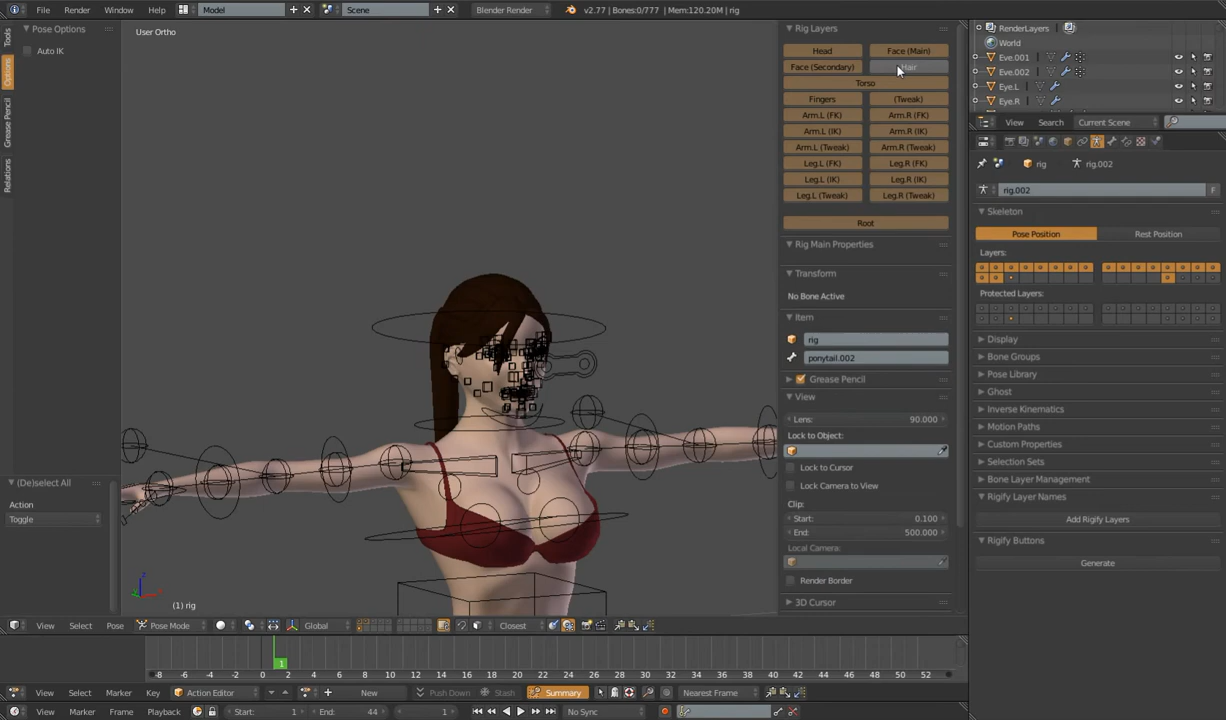 File Render Window Help Model Scene Blender Render v2.77 | Bones:0/777 | Mem:120.20M | rig
Tools
Options
Grease Pencil
Relations
Pose Options
Auto IK
(De)select All
Action
Toggle
User Ortho
(1) rig
Rig Layers
Head Face (Main)
Face (Secondary) Hair
Torso
Fingers (Tweak)
Arm.L (FK) Arm.R (FK)
Arm.L (IK) Arm.R (IK)
Arm.L (Tweak) Arm.R (Tweak)
Leg.L (FK) Leg.R (FK)
Leg.L (IK) Leg.R (IK)
Leg.L (Tweak) Leg.R (Tweak)
Root
Rig Main Properties
Transform
No Bone Active
Item
rig
ponytail.002
Grease Pencil
View
Lens: 90.000
Lock to Object:
Lock to Cursor
Lock Camera to View
Clip:
Start: 0.100
End: 500.000
Local Camera:
Render Border
3D Cursor
RenderLayers
World
Eve.001
Eve.002
Eye.L
Eye.R
View Search Current Scene
rig rig.002
rig.002 F
Skeleton
Pose Position Rest Position
Layers:
Protected Layers:
Display
Bone Groups
Pose Library
Ghost
Inverse Kinematics
Motion Paths
Custom Properties
Selection Sets
Bone Layer Management
Rigify Layer Names
Add Rigify Layers
Rigify Buttons
Generate
View Select Pose Pose Mode Global Closest
-8 -6 -4 -2 0 2 4 6 8 10 12 14 16 18 20 22 24 26 28 30 32 34 36 38 40 42 44 46 48 50 52
1
View Select Marker Key Action Editor New Push Down Stash Summary Nearest Frame
View Marker Frame Playback Start: 1 End: 44 1 No Sync